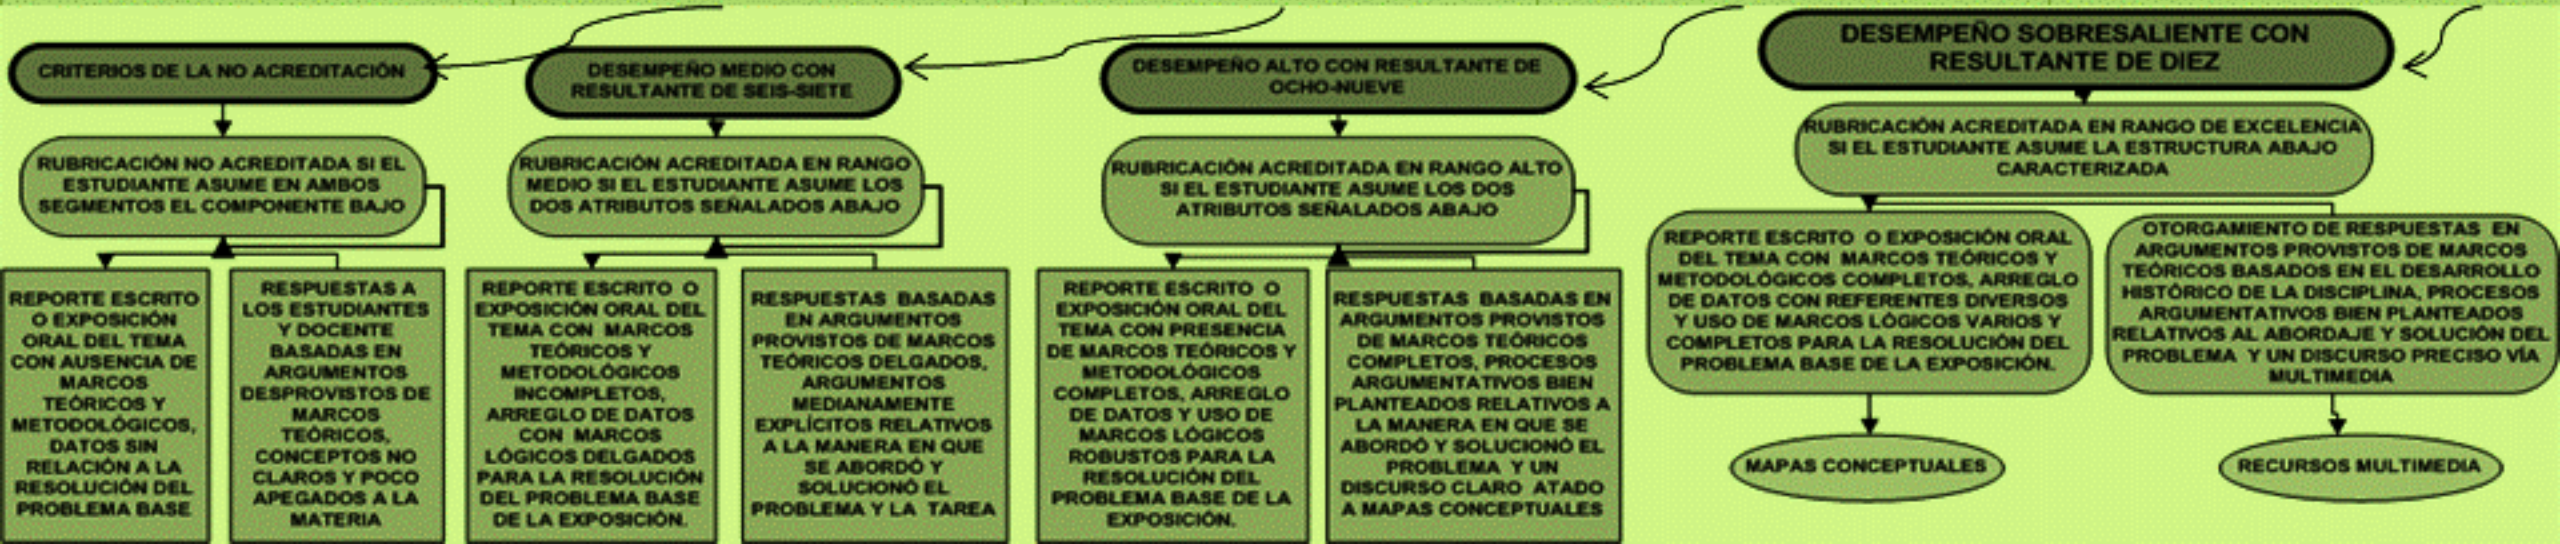 CRITERIOS DE LA NO ACREDITACIÓN
RUBRICACIÓN NO ACREDITADA SI EL
ESTUDIANTE ASUME EN AMBOS
SEGMENTOS EL COMPONENTE BAJO
REPORTE ESCRITO
O EXPOSICIÓN
ORAL DEL TEMA
CON AUSENCIA DE
MARCOS
TEÓRICOS Y
METODOLÓGICOS,
DATOS SIN
RELACIÓN A LA
RESOLUCIÓN DEL
PROBLEMA BASE
RESPUESTAS A
LOS ESTUDIANTES
Y DOCENTE
BASADAS EN
ARGUMENTOS
DESPROVISTOS DE
MARCOS
TEÓRICOS,
CONCEPTOS NO
CLAROS Y POCO
APEGADOS A LA
MATERIA
DESEMPEÑO MEDIO CON
RESULTANTE DE SEIS-SIETE
RUBRICACIÓN ACREDITADA EN RANGO
MEDIO SI EL ESTUDIANTE ASUME LOS
DOS ATRIBUTOS SEÑALADOS ABAJO
REPORTE ESCRITO O
EXPOSICIÓN ORAL DEL
TEMA CON MARCOS
TEÓRICOS Y
METODOLÓGICOS
INCOMPLETOS,
ARREGLO DE DATOS
CON MARCOS
LÓGICOS DELGADOS
PARA LA RESOLUCIÓN
DEL PROBLEMA BASE
DE LA EXPOSICIÓN.
RESPUESTAS BASADAS
EN ARGUMENTOS
PROVISTOS DE MARCOS
TEÓRICOS DELGADOS,
ARGUMENTOS
MEDIANAMENTE
EXPLÍCITOS RELATIVOS
A LA MANERA EN QUE
SE ABORDÓ Y
SOLUCIONÓ EL
PROBLEMA Y LA TAREA
DESEMPEÑO ALTO CON RESULTANTE DE
OCHO-NUEVE
RUBRICACIÓN ACREDITADA EN RANGO ALTO
SI EL ESTUDIANTE ASUME LOS DOS
ATRIBUTOS SEÑALADOS ABAJO
REPORTE ESCRITO O
EXPOSICIÓN ORAL DEL
TEMA CON PRESENCIA
DE MARCOS TEÓRICOS Y
METODOLÓGICOS
COMPLETOS, ARREGLO
DE DATOS Y USO DE
MARCOS LÓGICOS
ROBUSTOS PARA LA
RESOLUCIÓN DEL
PROBLEMA BASE DE LA
EXPOSICIÓN.
RESPUESTAS BASADAS EN
ARGUMENTOS PROVISTOS
DE MARCOS TEÓRICOS
COMPLETOS, PROCESOS
ARGUMENTATIVOS BIEN
PLANTEADOS RELATIVOS A
LA MANERA EN QUE SE
ABORDÓ Y SOLUCIONÓ EL
PROBLEMA Y UN
DISCURSO CLARO ATADO
A MAPAS CONCEPTUALES
DESEMPEÑO SOBRESALIENTE CON
RESULTANTE DE DIEZ
RUBRICACIÓN ACREDITADA EN RANGO DE EXCELENCIA
SI EL ESTUDIANTE ASUME LA ESTRUCTURA ABAJO
CARACTERIZADA
REPORTE ESCRITO O EXPOSICIÓN ORAL
DEL TEMA CON MARCOS TEÓRICOS Y
METODOLÓGICOS COMPLETOS, ARREGLO
DE DATOS CON REFERENTES DIVERSOS
Y USO DE MARCOS LÓGICOS VARIOS Y
COMPLETOS PARA LA RESOLUCIÓN DEL
PROBLEMA BASE DE LA EXPOSICIÓN.
OTORGAMIENTO DE RESPUESTAS EN
ARGUMENTOS PROVISTOS DE MARCOS
TEÓRICOS BASADOS EN EL DESARROLLO
HISTÓRICO DE LA DISCIPLINA, PROCESOS
ARGUMENTATIVOS BIEN PLANTEADOS
RELATIVOS AL ABORDAJE Y SOLUCIÓN DEL
PROBLEMA Y UN DISCURSO PRECISO VÍA
MULTIMEDIA
MAPAS CONCEPTUALES
RECURSOS MULTIMEDIA